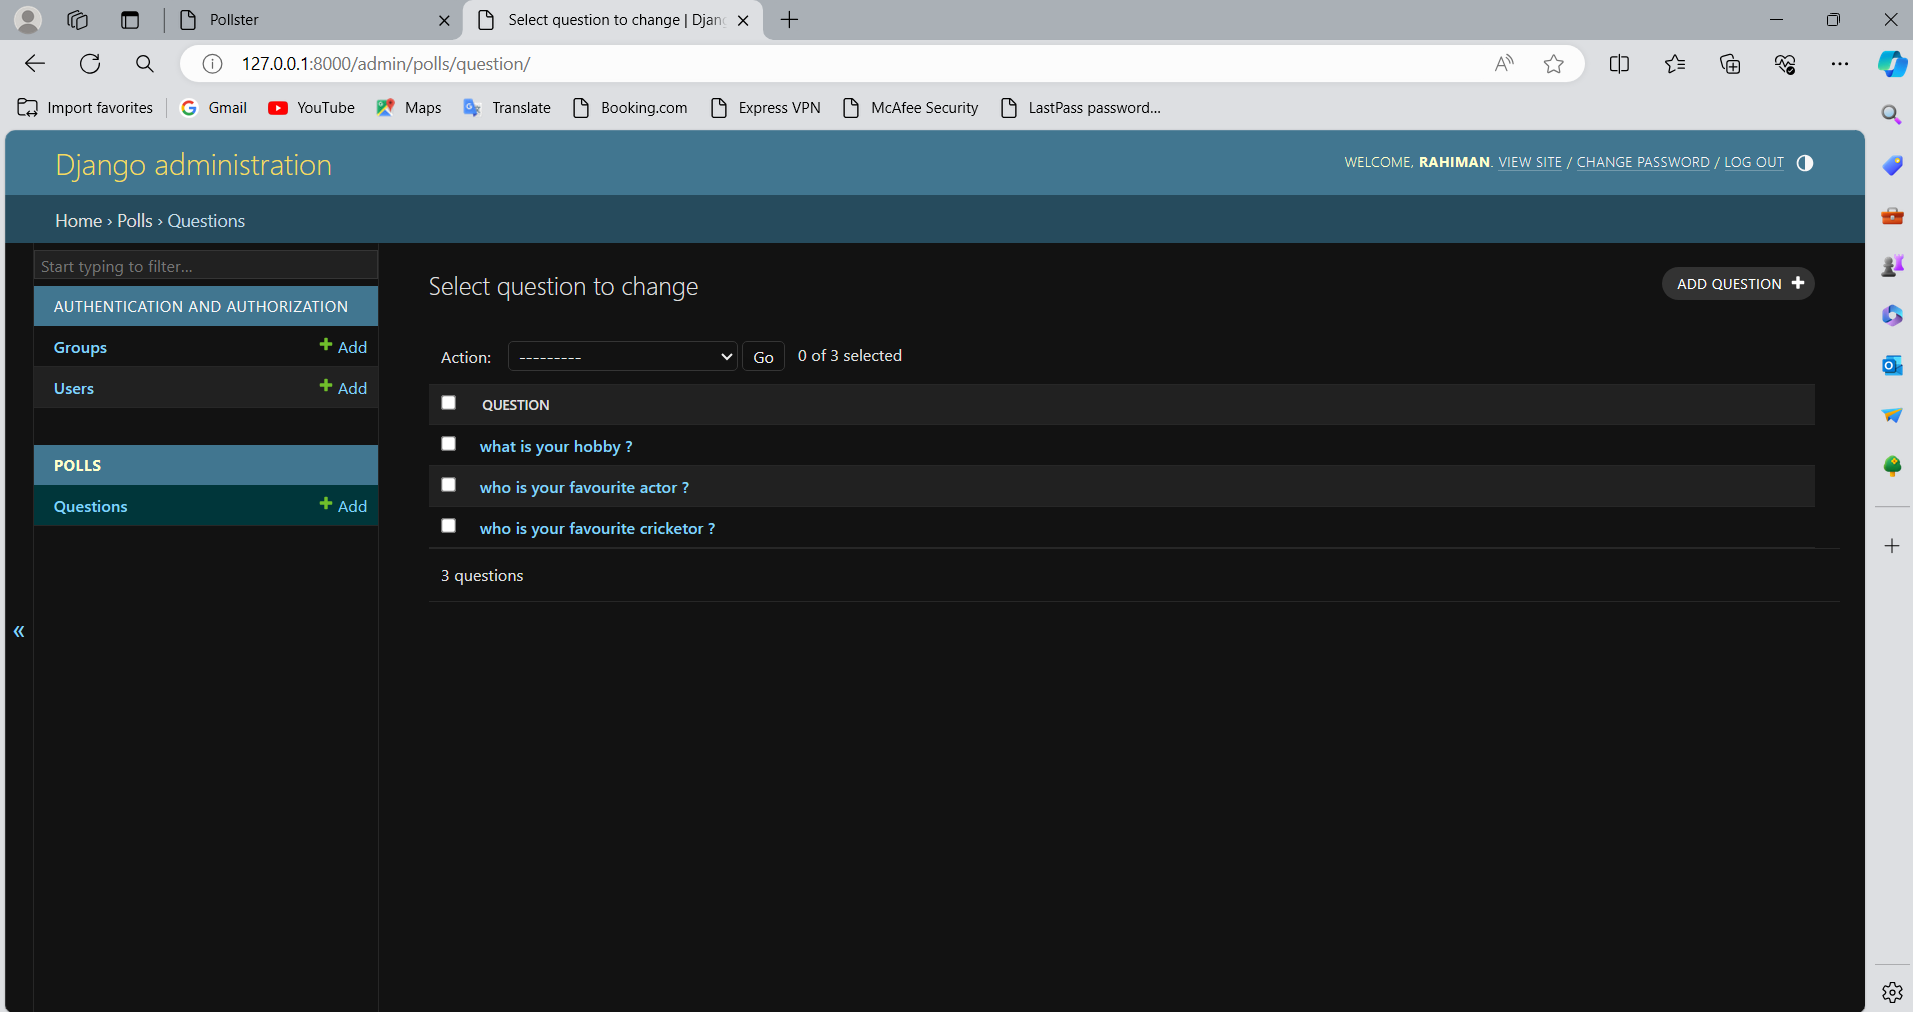 Pollster
Select question to change | Djan
127.0.0.1:8000/admin/polls/question/
Import favorites
Gmail
YouTube
Maps
Translate
Booking.com
Express VPN
McAfee Security
LastPass password...
Django administration
WELCOME, RAHIMAN. VIEW SITE / CHANGE PASSWORD / LOG OUT
Home › Polls › Questions
Start typing to filter...
AUTHENTICATION AND AUTHORIZATION
Groups + Add
Users + Add
POLLS
Questions + Add
«
Select question to change
ADD QUESTION +
Action: --------- Go 0 of 3 selected
QUESTION
what is your hobby ?
who is your favourite actor ?
who is your favourite cricketor ?
3 questions